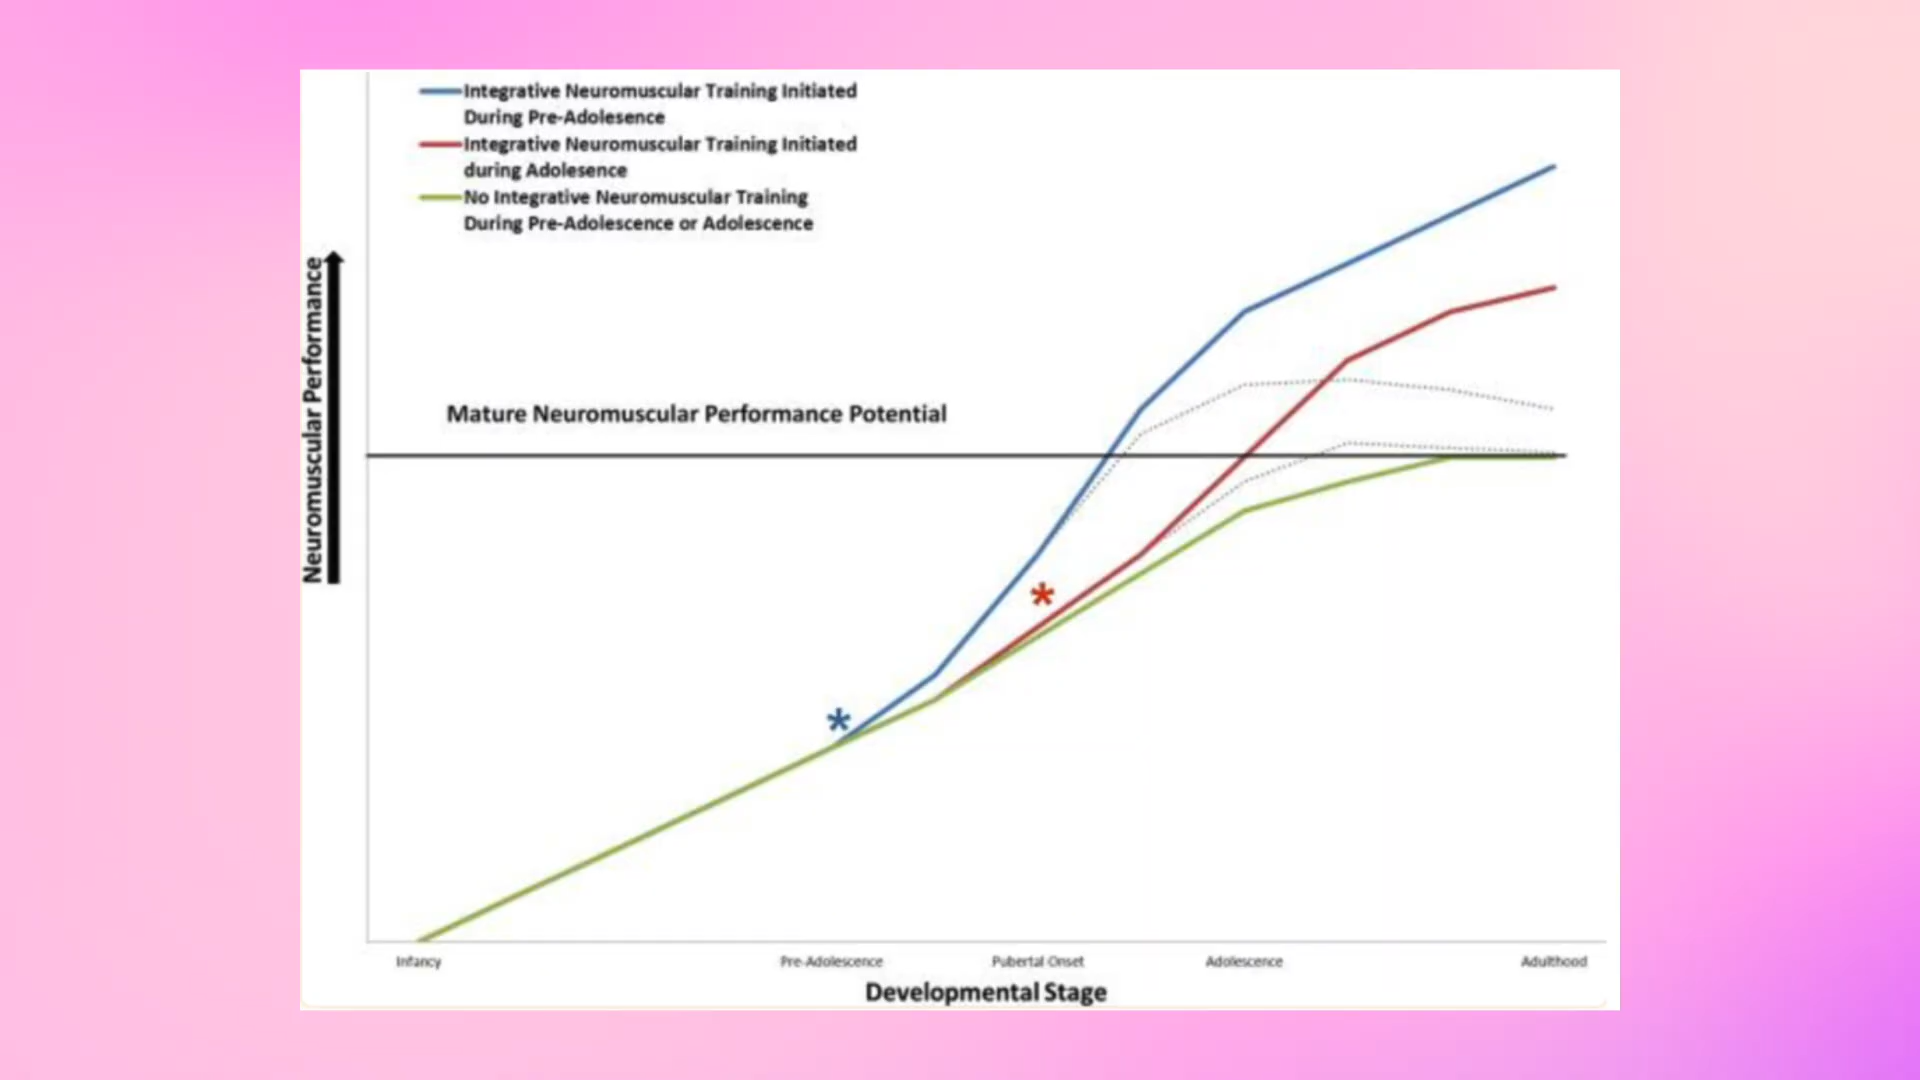 Integrative Neuromuscular Training Initiated
During Pre-Adolesence
Integrative Neuromuscular Training Initiated
during Adolesence
No Integrative Neuromuscular Training
During Pre-Adolescence or Adolescence
Neuromuscular Performance
Mature Neuromuscular Performance Potential
*
*
Infancy Pre-Adolescence Pubertal Onset Adolescence Adulthood
Developmental Stage